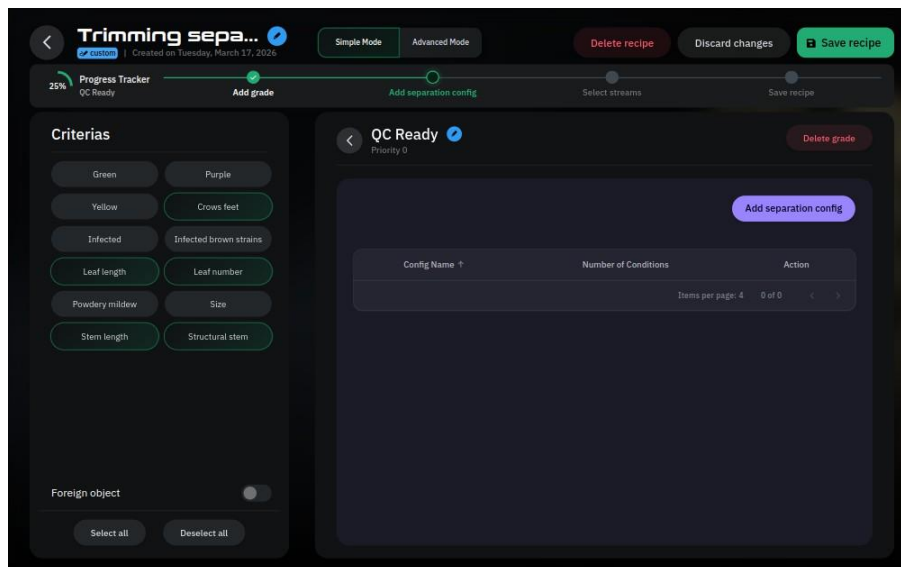 Trimming sepa...
custom | Created on Tuesday, March 17, 2026
Simple Mode
Advanced Mode
Delete recipe
Discard changes
Save recipe
25%
Progress Tracker
QC Ready
Add grade
Add separation config
Select streams
Save recipe
Criterias
Green
Purple
Yellow
Crows feet
Infected
Infected brown strains
Leaf length
Leaf number
Powdery mildew
Size
Stem length
Structural stem
Foreign object
Select all
Deselect all
QC Ready
Priority 0
Delete grade
Add separation config
Config Name ↑
Number of Conditions
Action
Items per page: 4
0 of 0